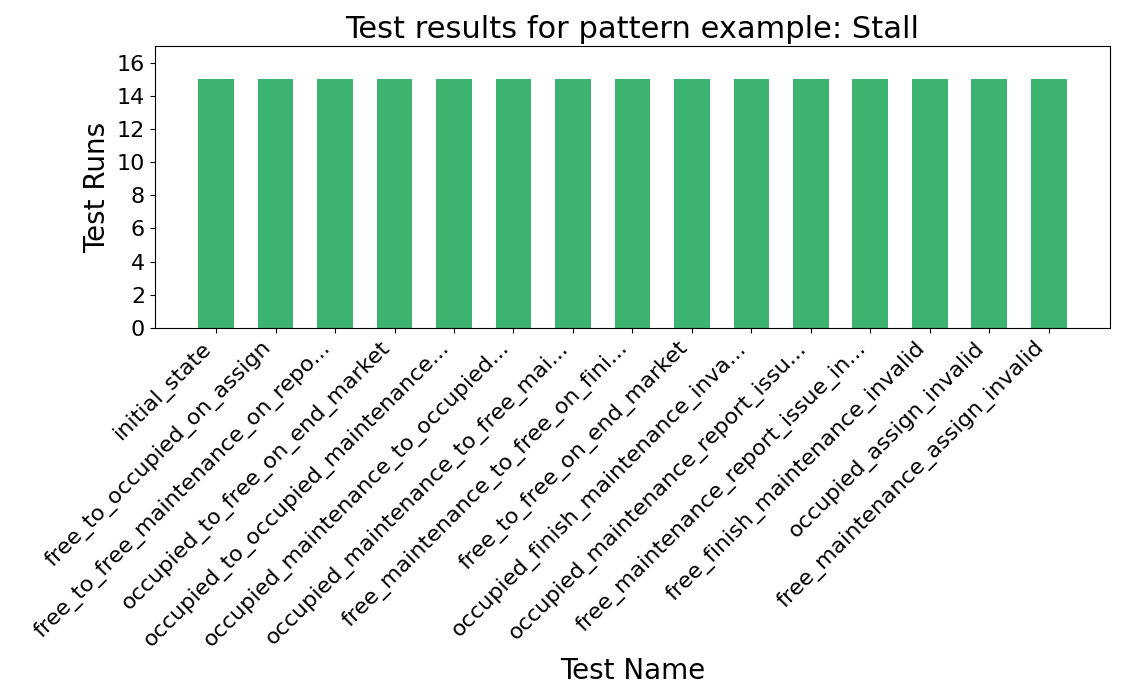 Test results for pattern example: Stall
Test Runs
16
14
12
10
8
6
4
2
0
initial_state
free_to_occupied_on_assign
free_to_free_maintenance_on_repo...
occupied_to_free_on_end_market
occupied_to_occupied_maintenance...
occupied_maintenance_to_occupied...
occupied_maintenance_to_free_mai...
free_maintenance_to_free_on_fini...
free_to_free_on_end_market
occupied_finish_maintenance_inva...
occupied_maintenance_report_issu...
free_maintenance_report_issue_in...
free_finish_maintenance_invalid
occupied_assign_invalid
free_maintenance_assign_invalid
Test Name